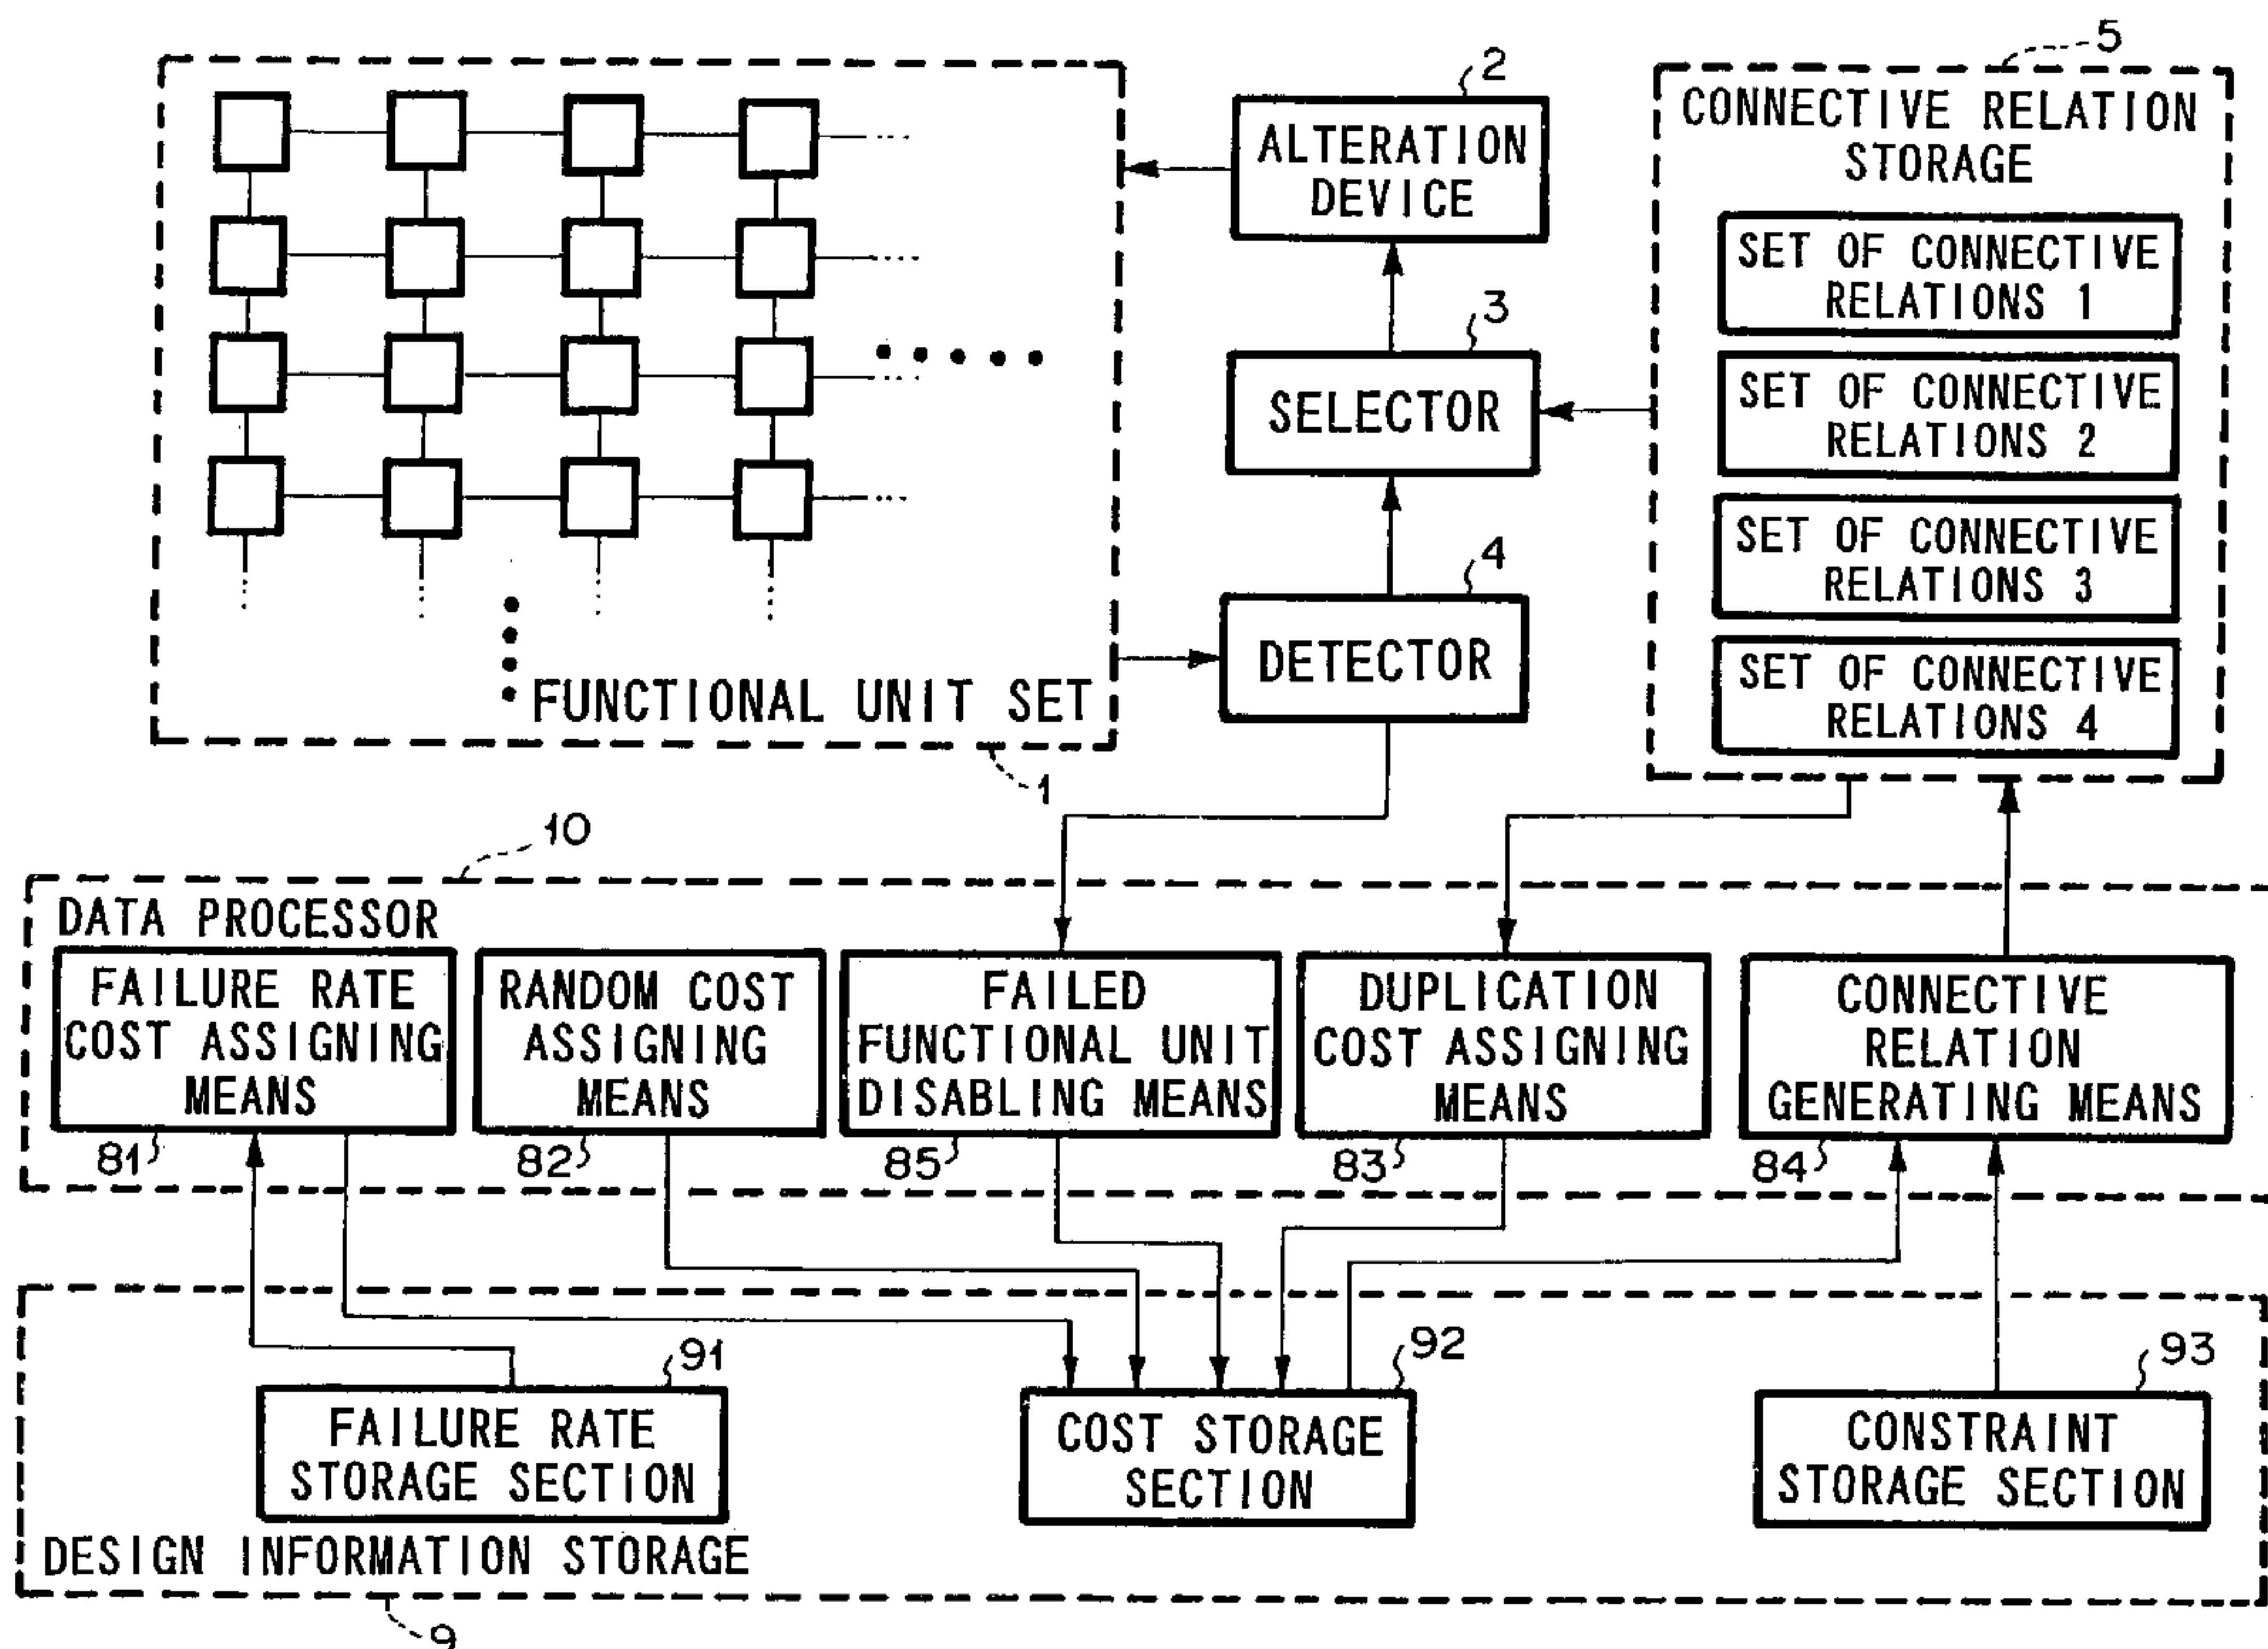 5
2
CONNECTIVE RELATION
STORAGE
ALTERATION
DEVICE
SET OF CONNECTIVE
RELATIONS 1
3
SELECTOR
SET OF CONNECTIVE
RELATIONS 2
SET OF CONNECTIVE
RELATIONS 3
4
DETECTOR
SET OF CONNECTIVE
RELATIONS 4
FUNCTIONAL UNIT SET
1
10
DATA PROCESSOR
FAILURE RATE
COST ASSIGNING
MEANS
81
RANDOM COST
ASSIGNING
MEANS
82
FAILED
FUNCTIONAL UNIT
DISABLING MEANS
85
DUPLICATION
COST ASSIGNING
MEANS
83
CONNECTIVE
RELATION
GENERATING MEANS
84
91
FAILURE RATE
STORAGE SECTION
92
COST STORAGE
SECTION
93
CONSTRAINT
STORAGE SECTION
DESIGN INFORMATION STORAGE
9